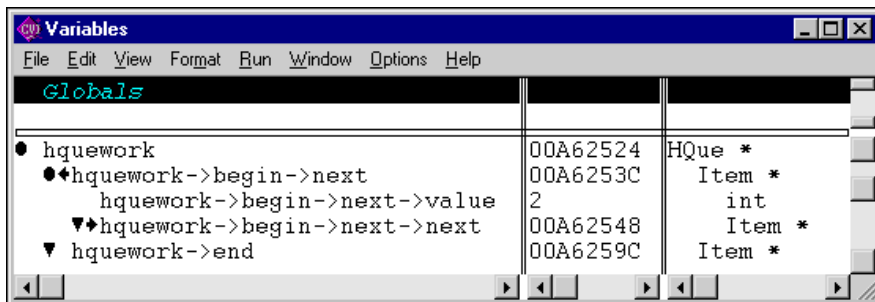 CVI Variables
File Edit View Format Run Window Options Help
Globals
hquework 00A62524 HQue *
hquework->begin->next 00A6253C Item *
hquework->begin->next->value 2 int
hquework->begin->next->next 00A62548 Item *
hquework->end 00A6259C Item *